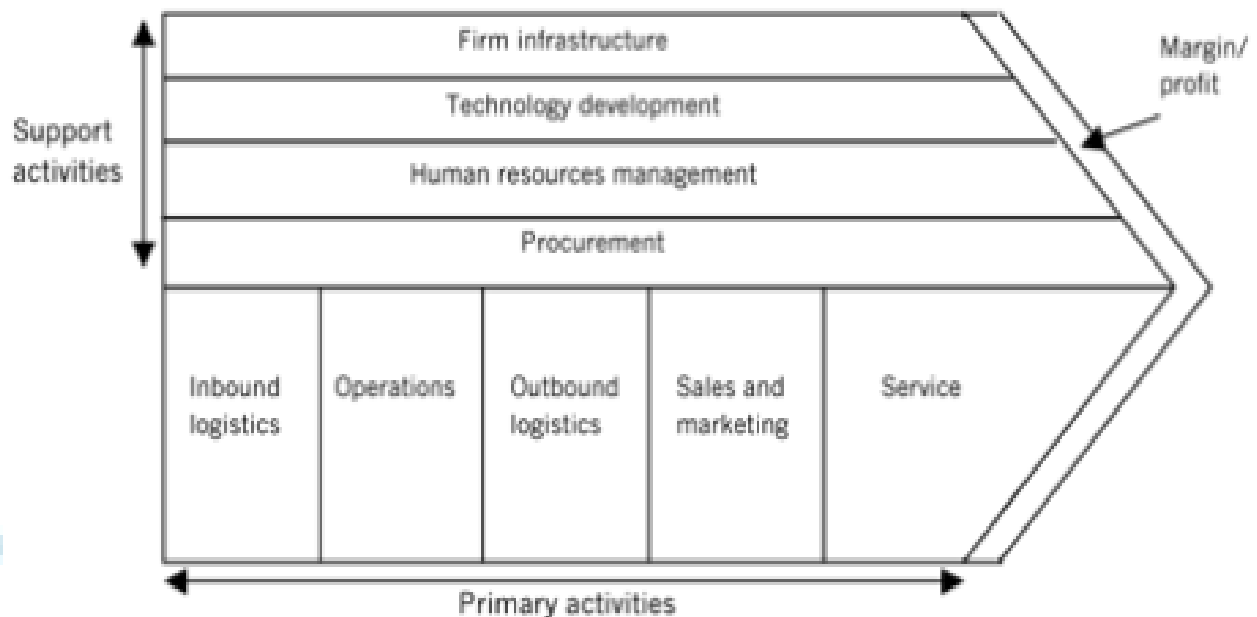 Firm infrastructure
Margin/
profit
Technology development
Support
activities
Human resources management
Procurement
Inbound
logistics
Operations
Outbound
logistics
Sales and
marketing
Service
Primary activities